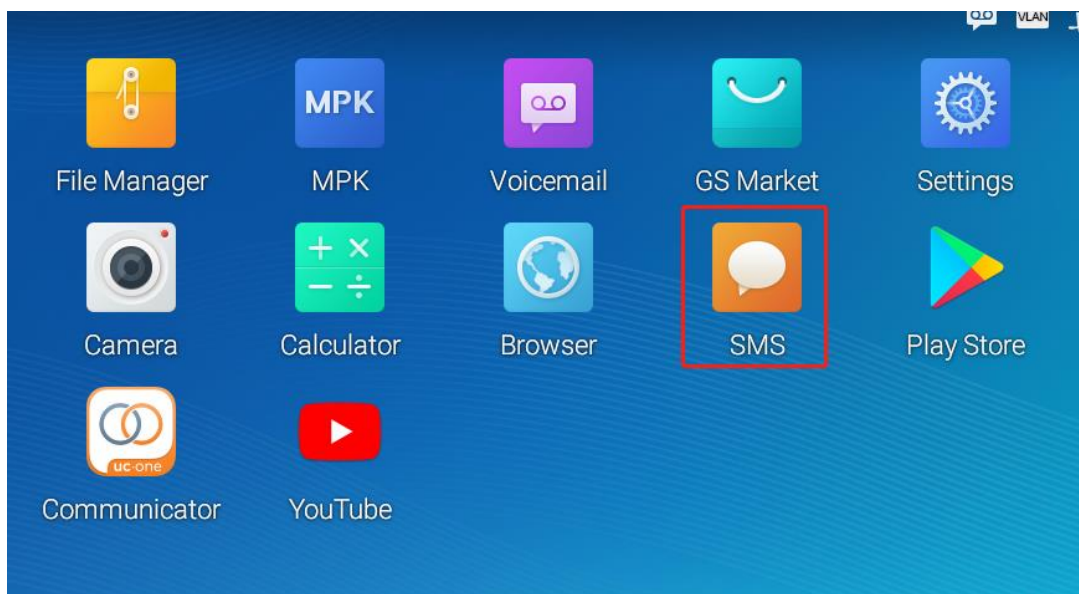 VLAN
MPK
File Manager MPK Voicemail GS Market Settings
Camera Calculator Browser SMS Play Store
uc-one
Communicator YouTube